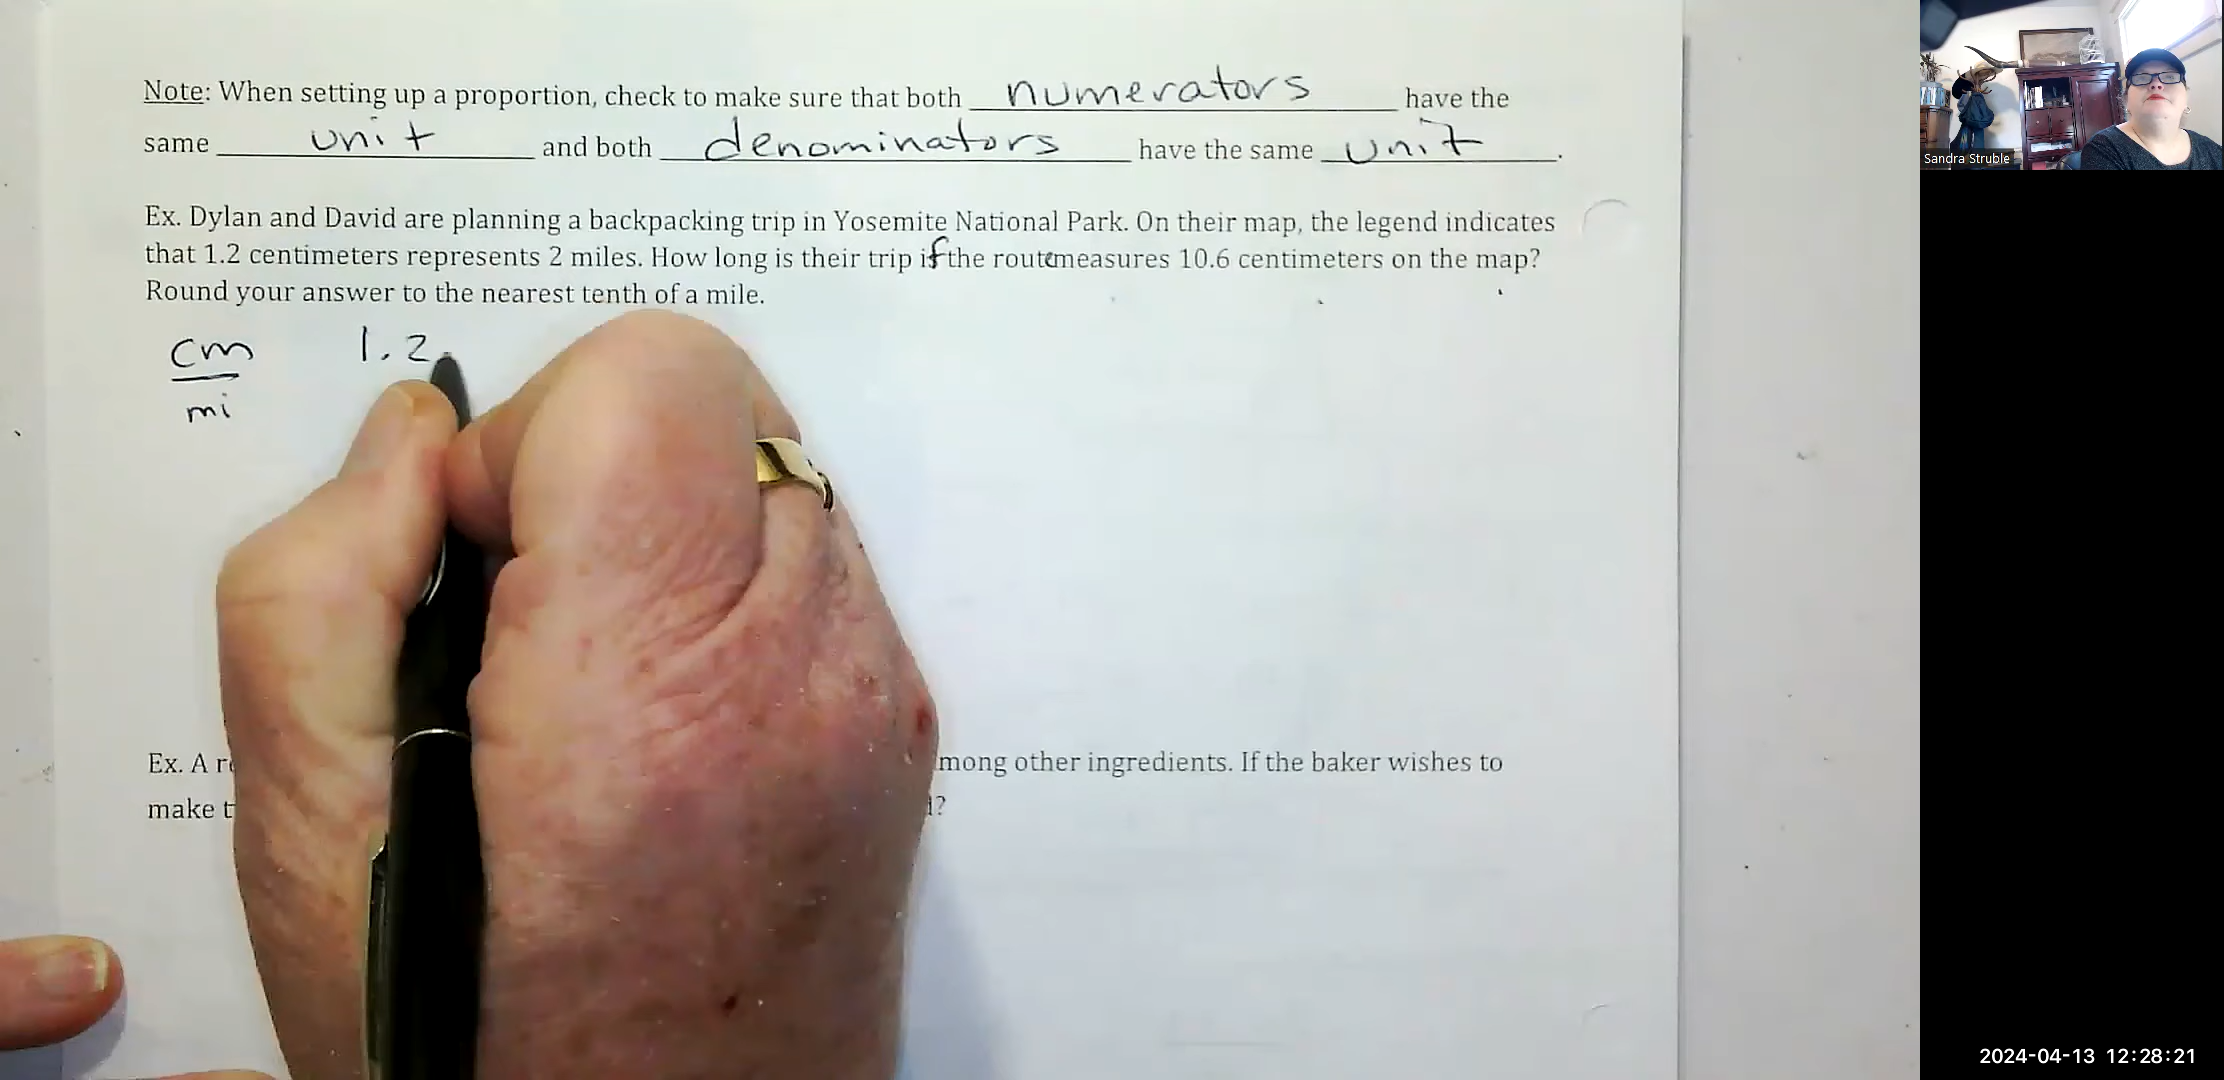 Note: When setting up a proportion, check to make sure that both numerators have the
same unit and both denominators have the same unit.
Ex. Dylan and David are planning a backpacking trip in Yosemite National Park. On their map, the legend indicates
that 1.2 centimeters represents 2 miles. How long is their trip if the route measures 10.6 centimeters on the map?
Round your answer to the nearest tenth of a mile.
cm 1.2
mi
Ex. A mong other ingredients. If the baker wishes to
make
Sandra Struble
2024-04-13 12:28:21